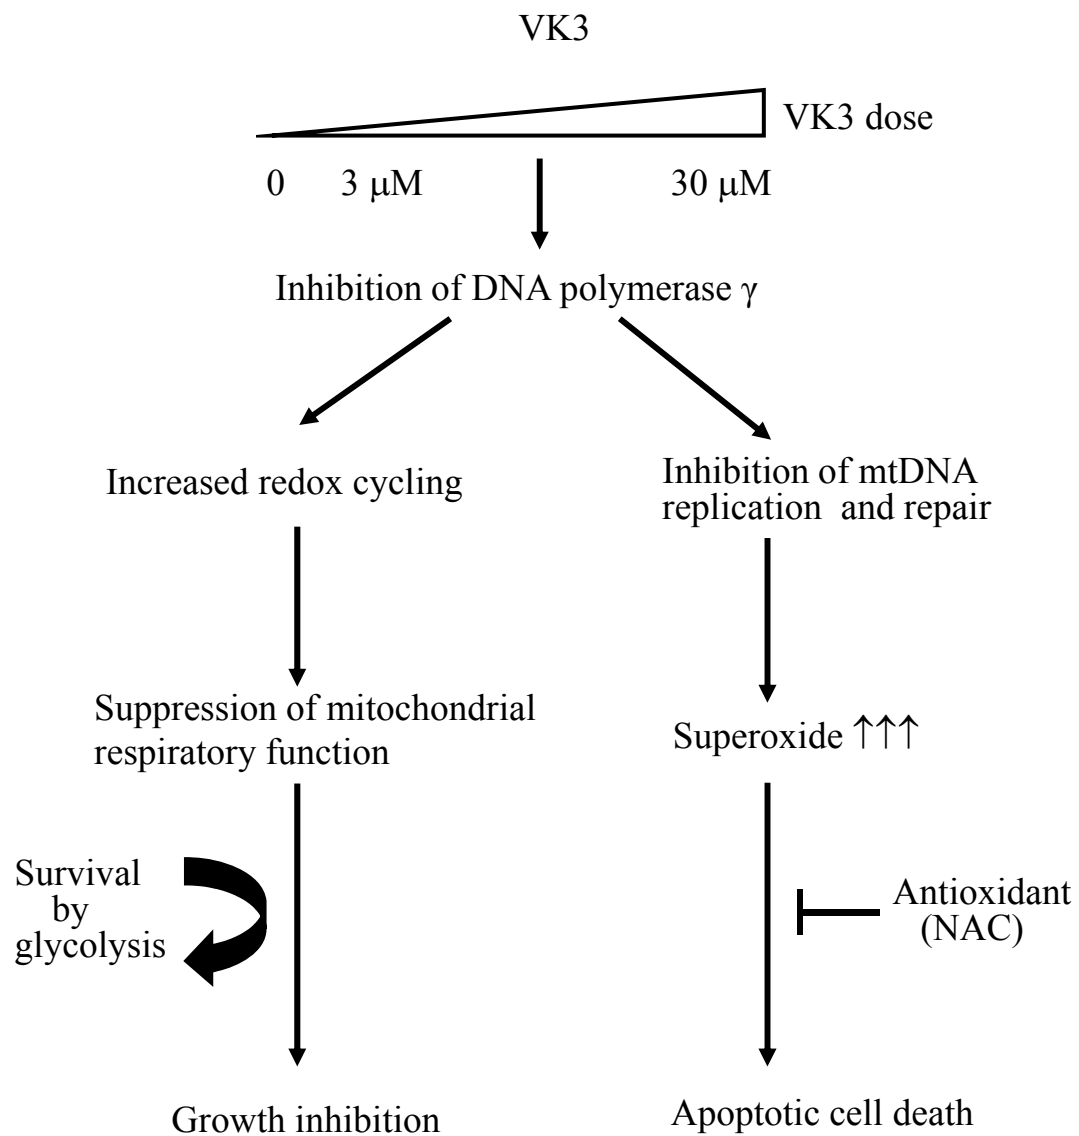 VK3
VK3 dose
0 3 μM 30 μM
Inhibition of DNA polymerase γ
Increased redox cycling
Inhibition of mtDNA
replication and repair
Suppression of mitochondrial
respiratory function
Superoxide ↑↑↑
Survival
by
glycolysis
Antioxidant
(NAC)
Growth inhibition
Apoptotic cell death